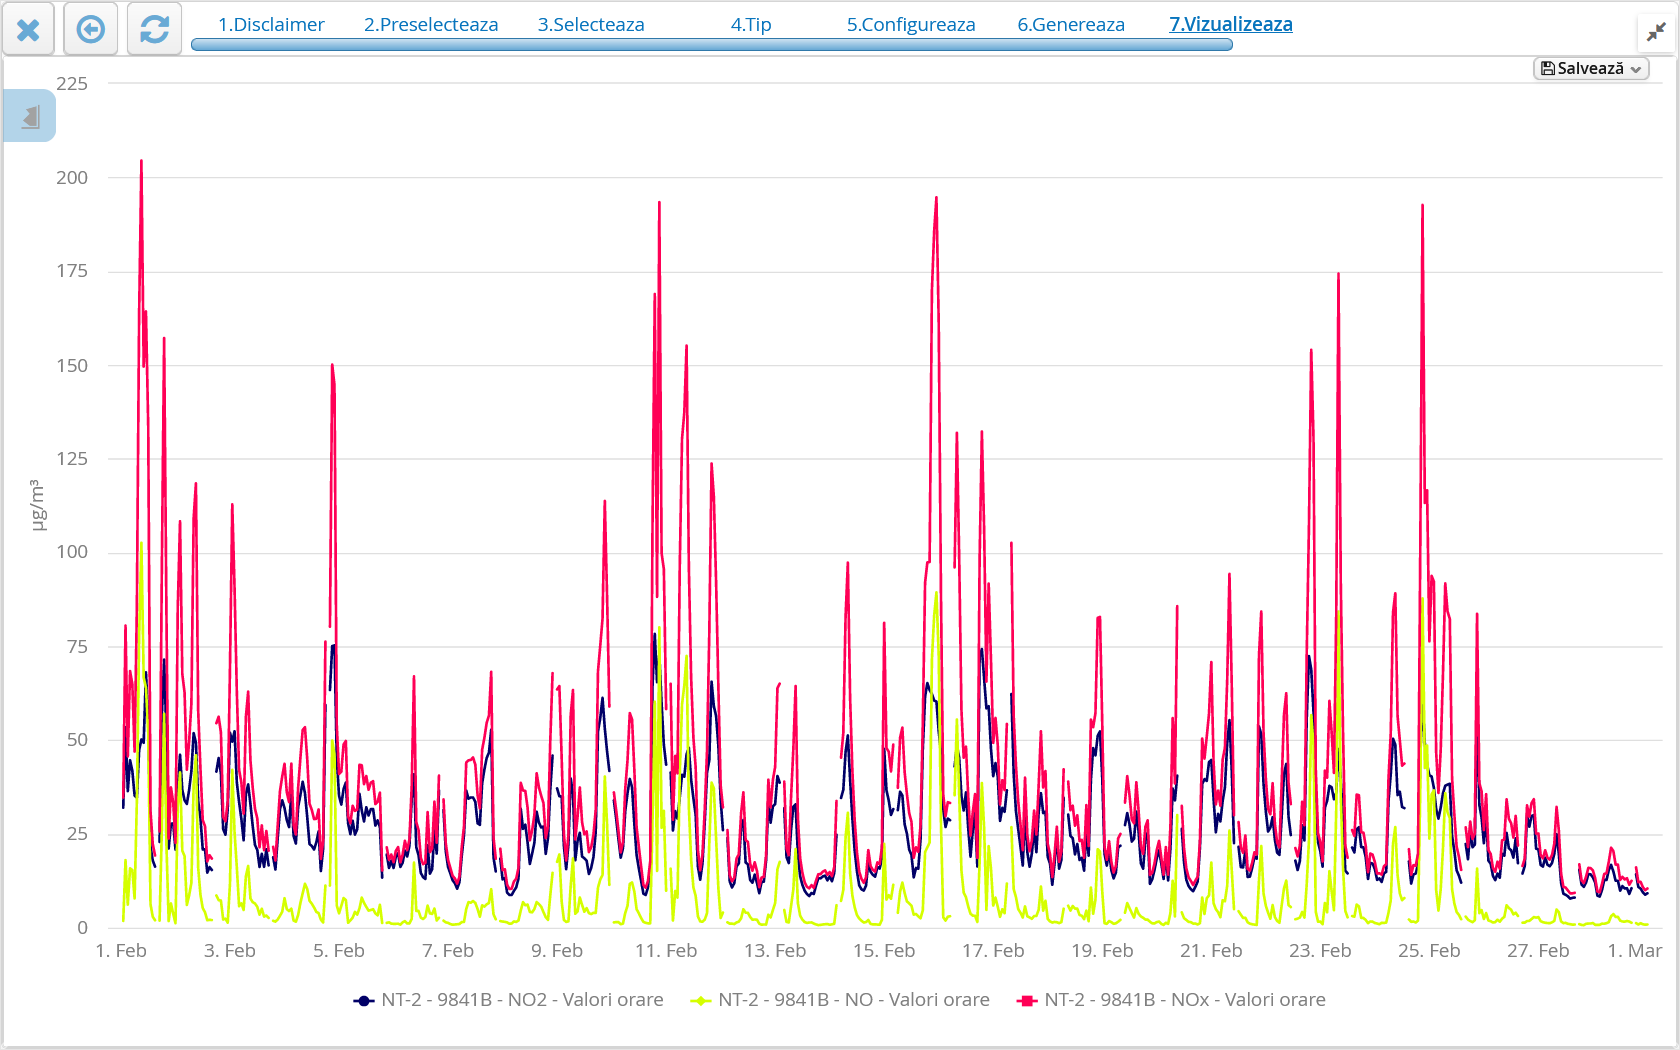 1.Disclaimer 2.Preselecteaza 3.Selecteaza 4.Tip 5.Configureaza 6.Genereaza 7.Vizualizeaza
Salvează
225
200
175
150
125
100
75
50
25
0
µg/m³
1. Feb 3. Feb 5. Feb 7. Feb 9. Feb 11. Feb 13. Feb 15. Feb 17. Feb 19. Feb 21. Feb 23. Feb 25. Feb 27. Feb 1. Mar
NT-2 - 9841B - NO2 - Valori orare NT-2 - 9841B - NO - Valori orare NT-2 - 9841B - NOx - Valori orare